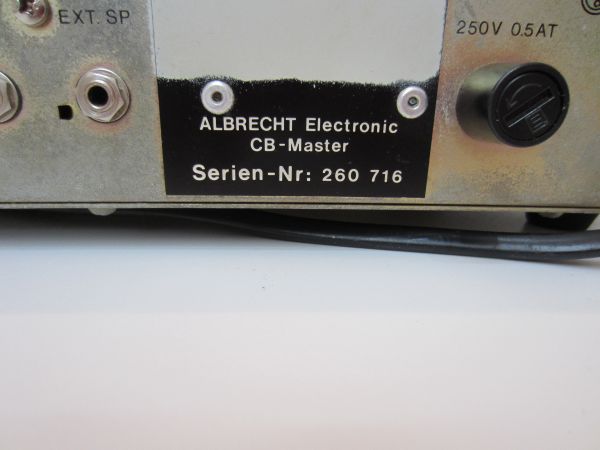 EXT. SP
250V 0.5AT
ALBRECHT Electronic
CB-Master
Serien-Nr: 260 716